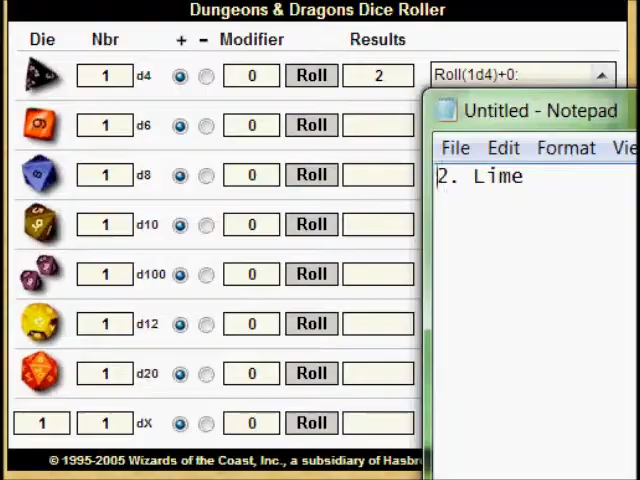 Dungeons & Dragons Dice Roller
Die Nbr + - Modifier Results
1 d4 0 Roll 2 Roll(1d4)+0:
1 d6 0 Roll
1 d8 0 Roll
1 d10 0 Roll
1 d100 0 Roll
1 d12 0 Roll
1 d20 0 Roll
1 1 dX 0 Roll
© 1995-2005 Wizards of the Coast, Inc., a subsidiary of Hasbr
Untitled - Notepad
File Edit Format Vie
2. Lime